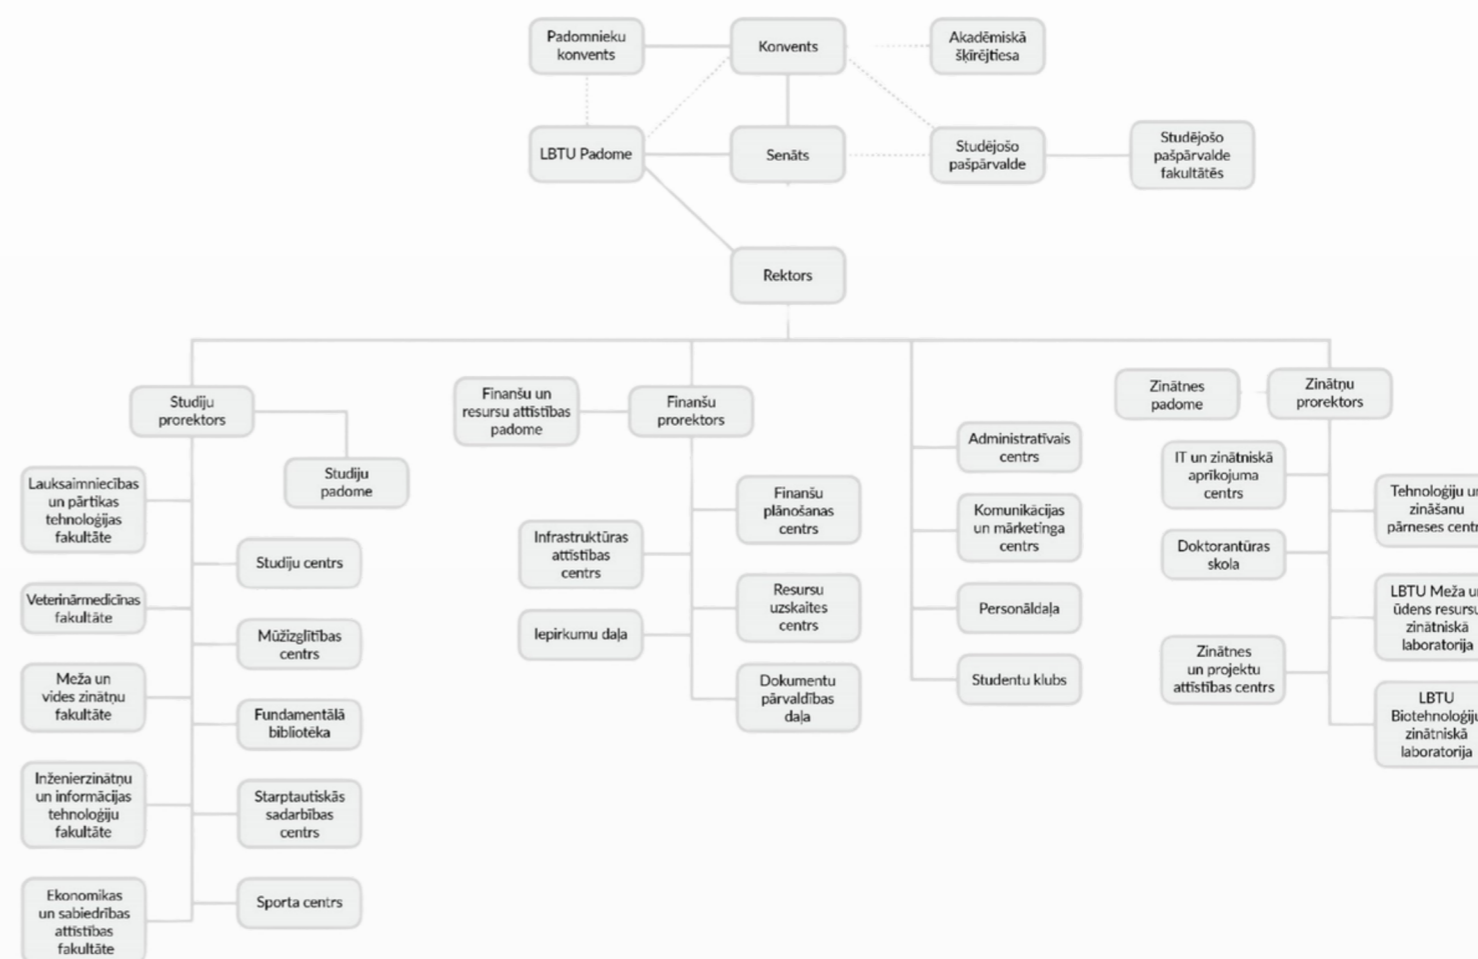 Padomnieku
konvents
Konvents
Akadēmiskā
šķīrējtiesa
LBTU Padome
Senāts
Studējošo
pašpārvalde
Studējošo
pašpārvalde
fakultātēs
Rektors
Studiju
prorektors
Studiju
padome
Lauksaimniecības
un pārtikas
tehnoloģijas
fakultāte
Veterinārmedicīnas
fakultāte
Meža un
vides zinātņu
fakultāte
Inženierzinātņu
un informācijas
tehnoloģiju
fakultāte
Ekonomikas
un sabiedrības
attīstības
fakultāte
Studiju centrs
Mūžizglītības
centrs
Fundamentālā
bibliotēka
Starptautiskās
sadarbības
centrs
Sporta centrs
Finanšu un
resursu attīstības
padome
Finanšu
prorektors
Infrastruktūras
attīstības
centrs
Iepirkumu daļa
Finanšu
plānošanas
centrs
Resursu
uzskaites
centrs
Dokumentu
pārvaldības
daļa
Administratīvais
centrs
Komunikācijas
un mārketinga
centrs
Personāldaļa
Studentu klubs
Zinātnes
padome
Zinātņu
prorektors
IT un zinātniskā
aprīkojuma
centrs
Doktorantūras
skola
Zinātnes
un projektu
attīstības centrs
Tehnoloģiju
zināšanu
pārneses
LBTU Meža
ūdens
zinātniskā
laboratorija
LBTU
zinātniskā
laboratorija